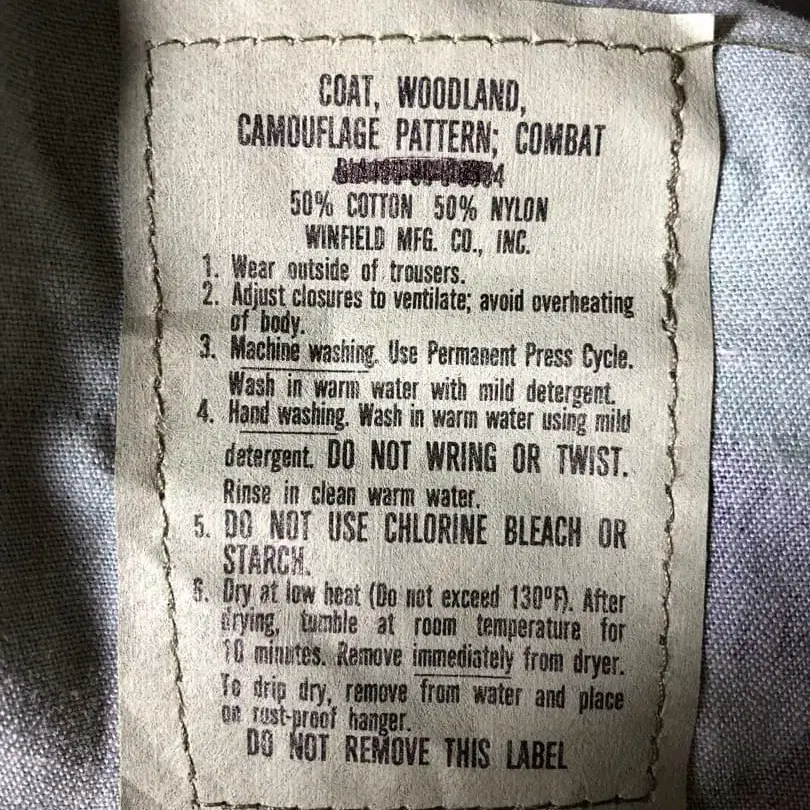 COAT, WOODLAND,
CAMOUFLAGE PATTERN; COMBAT
50% COTTON 50% NYLON
WINFIELD MFG. CO., INC.
1. Wear outside of trousers.
2. Adjust closures to ventilate; avoid overheating
of body.
3. Machine washing. Use Permanent Press Cycle.
Wash in warm water with mild detergent.
4. Hand washing. Wash in warm water using mild
detergent. DO NOT WRING OR TWIST.
Rinse in clean warm water.
5. DO NOT USE CHLORINE BLEACH OR
STARCH.
6. Dry at low heat (Do not exceed 130ºF). After
drying, tumble at room temperature for
10 minutes. Remove immediately from dryer.
To drip dry, remove from water and place
on rust-proof hanger.
DO NOT REMOVE THIS LABEL